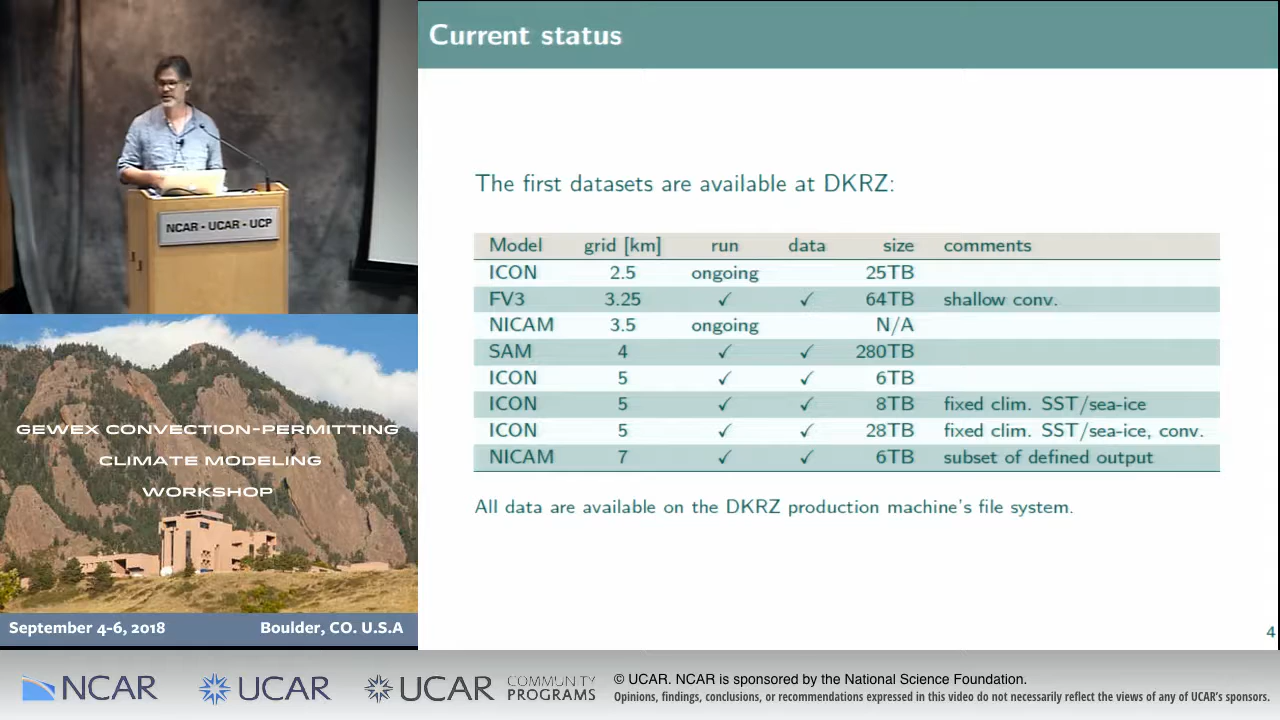 NCAR - UCAR - UCP
GEWEX CONVECTION-PERMITTING
CLIMATE MODELING
WORKSHOP
September 4-6, 2018 Boulder, CO. U.S.A
Current status
The first datasets are available at DKRZ:
Model grid [km] run data size comments
ICON 2.5 ongoing 25TB
FV3 3.25 ✓ ✓ 64TB shallow conv.
NICAM 3.5 ongoing N/A
SAM 4 ✓ ✓ 280TB
ICON 5 ✓ ✓ 6TB
ICON 5 ✓ ✓ 8TB fixed clim. SST/sea-ice
ICON 5 ✓ ✓ 28TB fixed clim. SST/sea-ice, conv.
NICAM 7 ✓ ✓ 6TB subset of defined output
All data are available on the DKRZ production machine's file system.
4
NCAR UCAR UCAR COMMUNITY PROGRAMS
© UCAR. NCAR is sponsored by the National Science Foundation.
Opinions, findings, conclusions, or recommendations expressed in this video do not necessarily reflect the views of any of UCAR's sponsors.